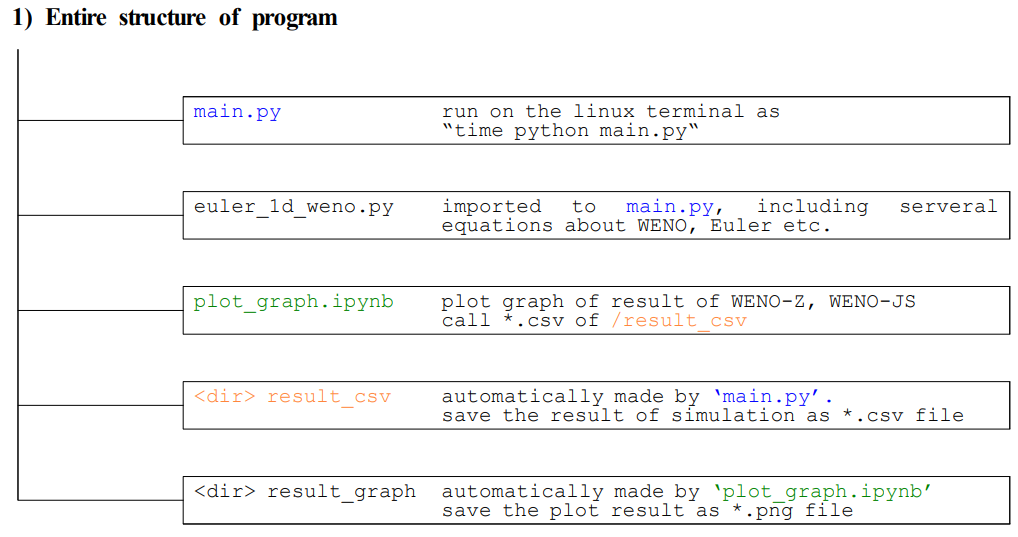 1) Entire structure of program
main.py run on the linux terminal as
“time python main.py“
euler_1d_weno.py imported to main.py, including serveral
equations about WENO, Euler etc.
plot_graph.ipynb plot graph of result of WENO-Z, WENO-JS
call *.csv of /result_csv
<dir> result_csv automatically made by ‘main.py’.
save the result of simulation as *.csv file
<dir> result_graph automatically made by ‘plot_graph.ipynb’
save the plot result as *.png file